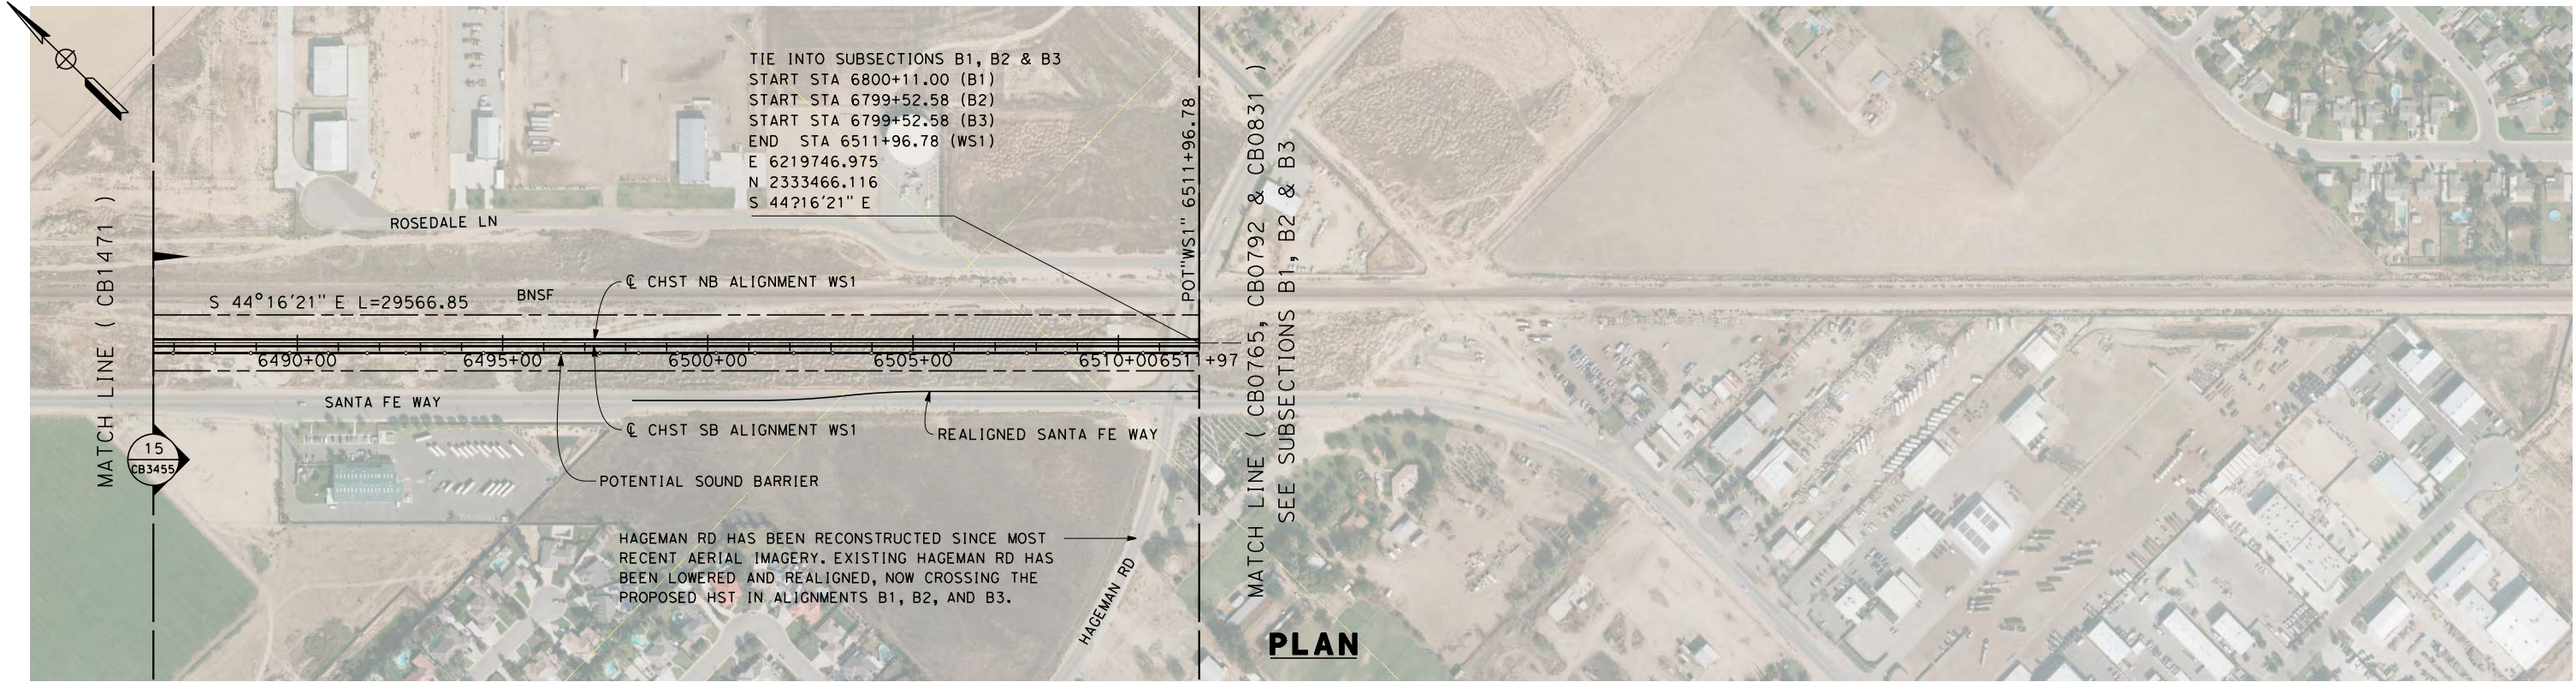 TIE INTO SUBSECTIONS B1, B2 & B3
START STA 6800+11.00 (B1)
START STA 6799+52.58 (B2)
START STA 6799+52.58 (B3)
END STA 6511+96.78 (WS1)
E 6219746.975
N 2333466.116
S 44?16'21" E
POT"WS1" 6511+96.78
MATCH LINE ( CB1471 )
MATCH LINE ( CB0765, CB0792 & CB0831 )
SEE SUBSECTIONS B1, B2 & B3
ROSEDALE LN
℄ CHST NB ALIGNMENT WS1
S 44°16'21" E L=29566.85
BNSF
6490+00
6495+00
6500+00
6505+00
6510+00
6511+97
SANTA FE WAY
℄ CHST SB ALIGNMENT WS1
REALIGNED SANTA FE WAY
15
CB3455
POTENTIAL SOUND BARRIER
HAGEMAN RD HAS BEEN RECONSTRUCTED SINCE MOST
RECENT AERIAL IMAGERY. EXISTING HAGEMAN RD HAS
BEEN LOWERED AND REALIGNED, NOW CROSSING THE
PROPOSED HST IN ALIGNMENTS B1, B2, AND B3.
HAGEMAN RD
PLAN